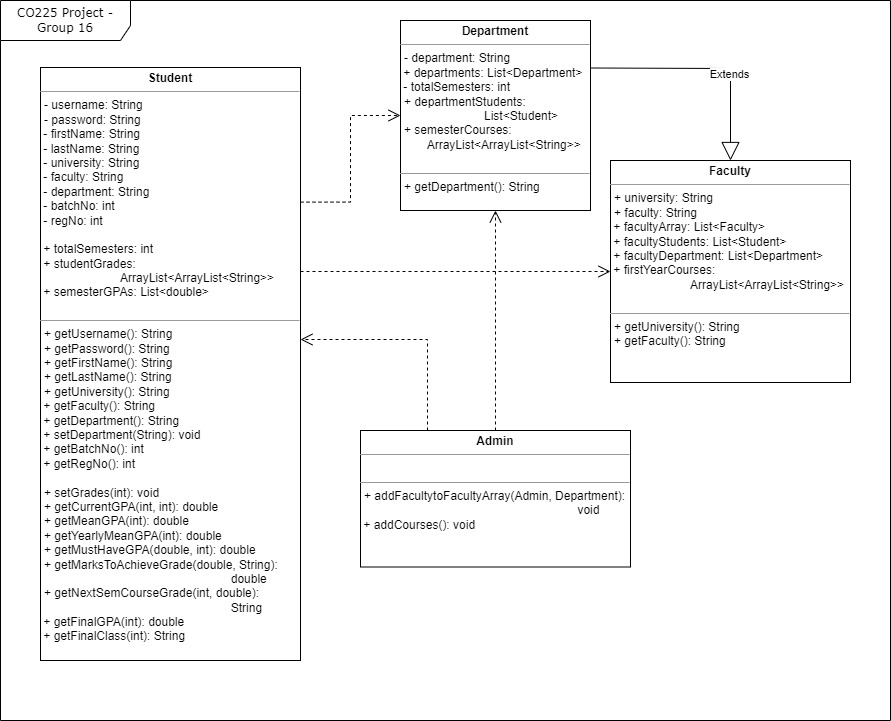 CO225 Project -
Group 16
Student
- username: String
- password: String
- firstName: String
- lastName: String
- university: String
- faculty: String
- department: String
- batchNo: int
- regNo: int
+ totalSemesters: int
+ studentGrades:
ArrayList<ArrayList<String>>
+ semesterGPAs: List<double>
+ getUsername(): String
+ getPassword(): String
+ getFirstName(): String
+ getLastName(): String
+ getUniversity(): String
+ getFaculty(): String
+ getDepartment(): String
+ setDepartment(String): void
+ getBatchNo(): int
+ getRegNo(): int
+ setGrades(int): void
+ getCurrentGPA(int, int): double
+ getMeanGPA(int): double
+ getYearlyMeanGPA(int): double
+ getMustHaveGPA(double, int): double
+ getMarksToAchieveGrade(double, String):
double
+ getNextSemCourseGrade(int, double):
String
+ getFinalGPA(int): double
+ getFinalClass(int): String
Department
- department: String
+ departments: List<Department>
- totalSemesters: int
+ departmentStudents:
List<Student>
+ semesterCourses:
ArrayList<ArrayList<String>>
+ getDepartment(): String
Extends
Faculty
+ university: String
+ faculty: String
+ facultyArray: List<Faculty>
+ facultyStudents: List<Student>
+ facultyDepartment: List<Department>
+ firstYearCourses:
ArrayList<ArrayList<String>>
+ getUniversity(): String
+ getFaculty(): String
Admin
+ addFacultytoFacultyArray(Admin, Department):
void
+ addCourses(): void